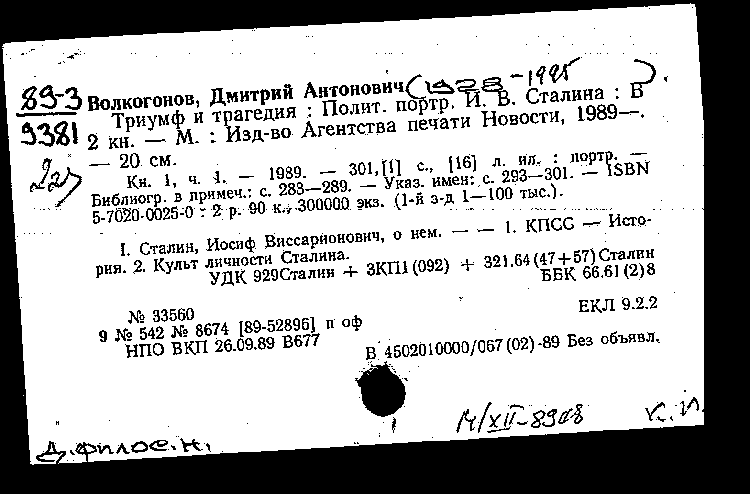 89-3 Волкогонов, Дмитрий Антонович (1928-1995).
9381 Триумф и трагедия : Полит. портр. И. В. Сталина : В
2 кн. — М. : Изд-во Агентства печати Новости, 1989—.
— 20 см.
Кн. 1, ч. 1. — 1989. — 301,[1] с., [16] л. ил. : портр. —
Библиогр. в примеч.: с. 283—289. — Указ. имен: с. 293—301. — ISBN
5-7020-0025-0 : 2 р. 90 к., 300000 экз. (1-й з-д 1—100 тыс.).
I. Сталин, Иосиф Виссарионович, о нем. — — 1. КПСС — Исто-
рия. 2. Культ личности Сталина.
УДК 929Сталин + 3КП1(092) + 321.64(47+57)Сталин
ББК 66.61(2)8
№ 33560
ЕКЛ 9.2.2
9 № 542 № 8674 [89-52896] п оф
НПО ВКП 26.09.89 В677
В 4502010000/067(02)-89 Без объявл.
М/XII-8908
Д.филос.н.